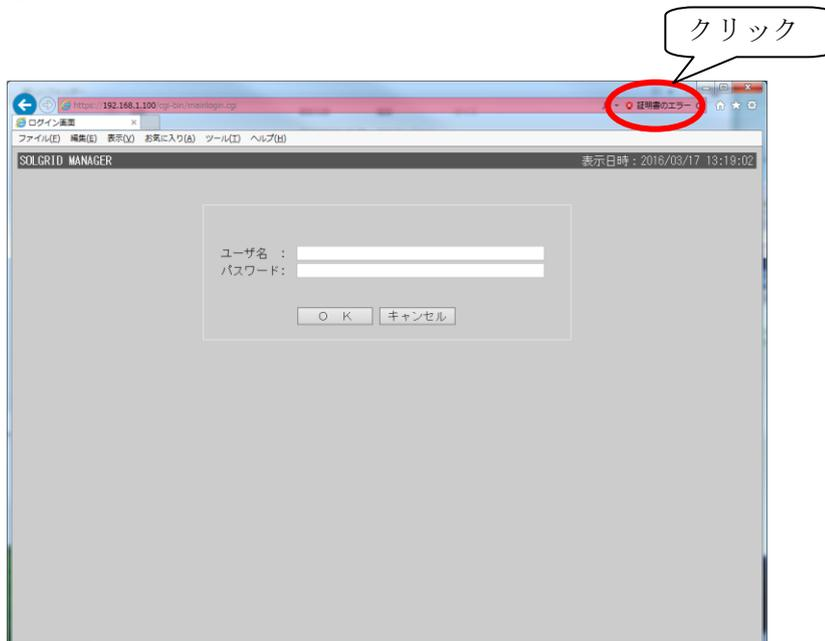 クリック
https://192.168.1.100/cgi-bin/mainlogin.cgi
証明書のエラー
ログイン画面
ファイル(F) 編集(E) 表示(V) お気に入り(A) ツール(T) ヘルプ(H)
SOLGRID MANAGER 表示日時：2016/03/17 13:19:02
ユーザ名 ：
パスワード：
ＯＫ キャンセル